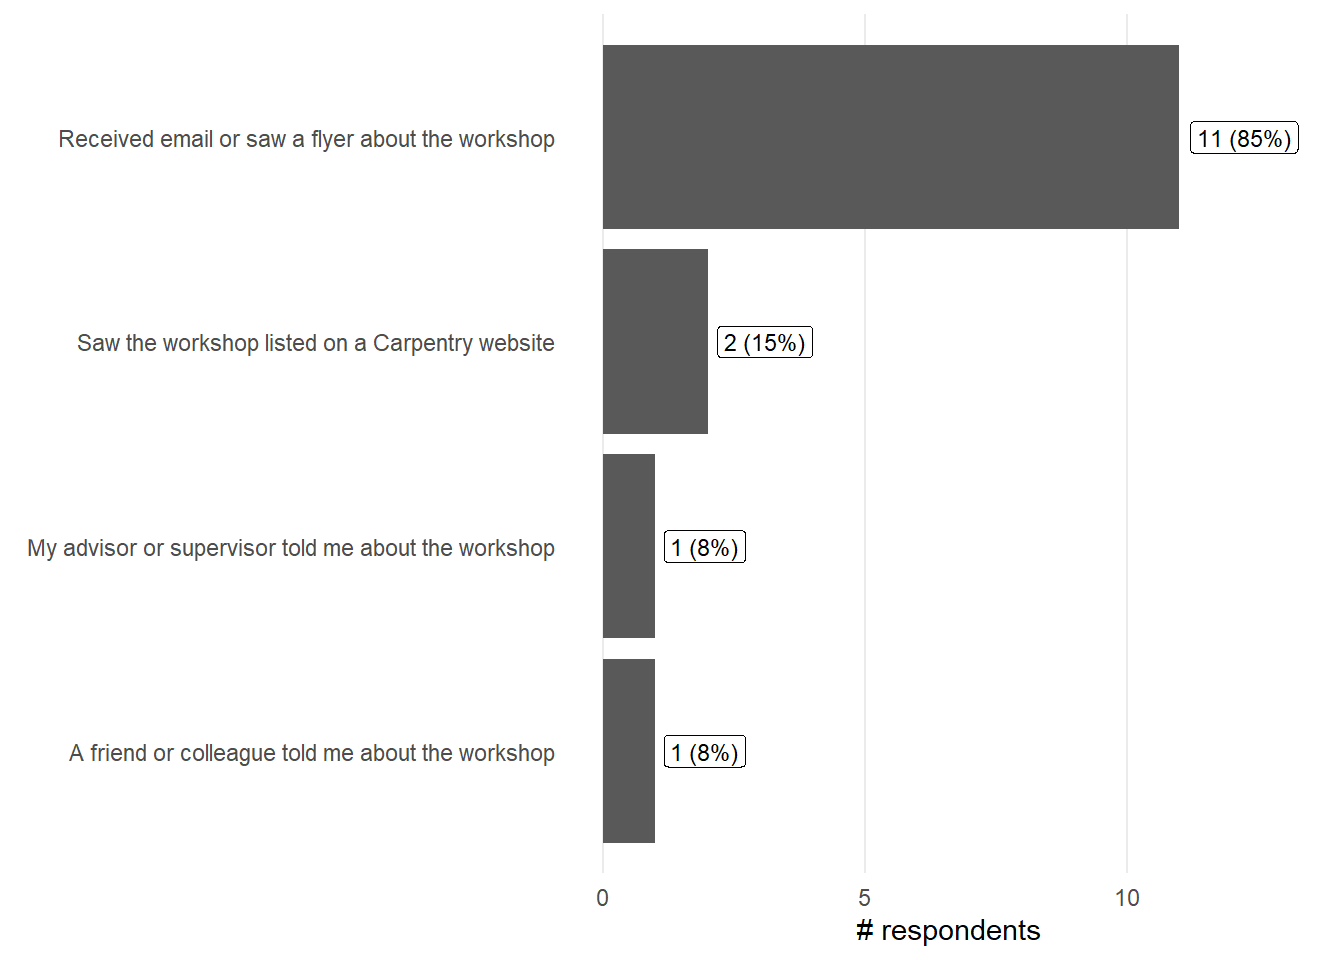 Received email or saw a flyer about the workshop
11 (85%)
Saw the workshop listed on a Carpentry website
2 (15%)
My advisor or supervisor told me about the workshop
1 (8%)
A friend or colleague told me about the workshop
1 (8%)
0
5
10
# respondents